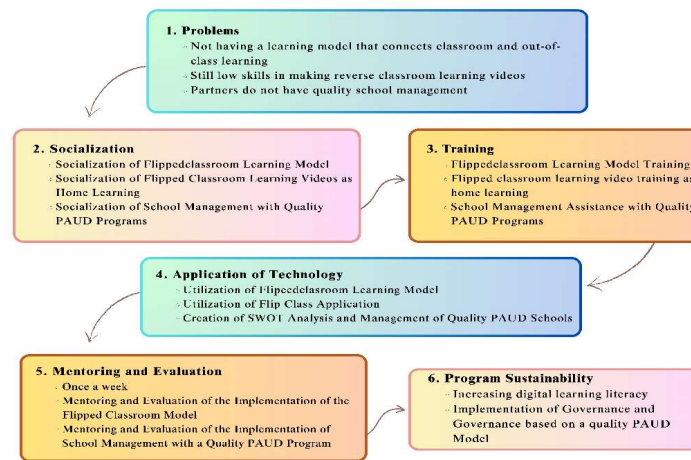 1. Problems
Not having a learning model that connects classroom and out-of-
class learning
Still low skills in making reverse classroom learning videos
Partners do not have quality school management
2. Socialization
Socialization of Flippedclassroom Learning Model
Socialization of Flipped Classroom Learning Videos as
Home Learning
Socialization of School Management with Quality
PAUD Programs
3. Training
Flippedclassroom Learning Model Training
Flipped classroom learning video training as
home learning
School Management Assistance with Quality
PAUD Programs
4. Application of Technology
Utilization of Flipcedclassroom Learning Model
Utilization of Flip Class Application
Creation of SWOT Analysis and Management of Quality PAUD Schools
5. Mentoring and Evaluation
Once a week
Mentoring and Evaluation of the Implementation of the
Flipped Classroom Model
Mentoring and Evaluation of the Implementation of
School Management with a Quality PAUD Program
6. Program Sustainability
Increasing digital learning literacy
Implementation of Governance and
Governance based on a quality PAUD
Model